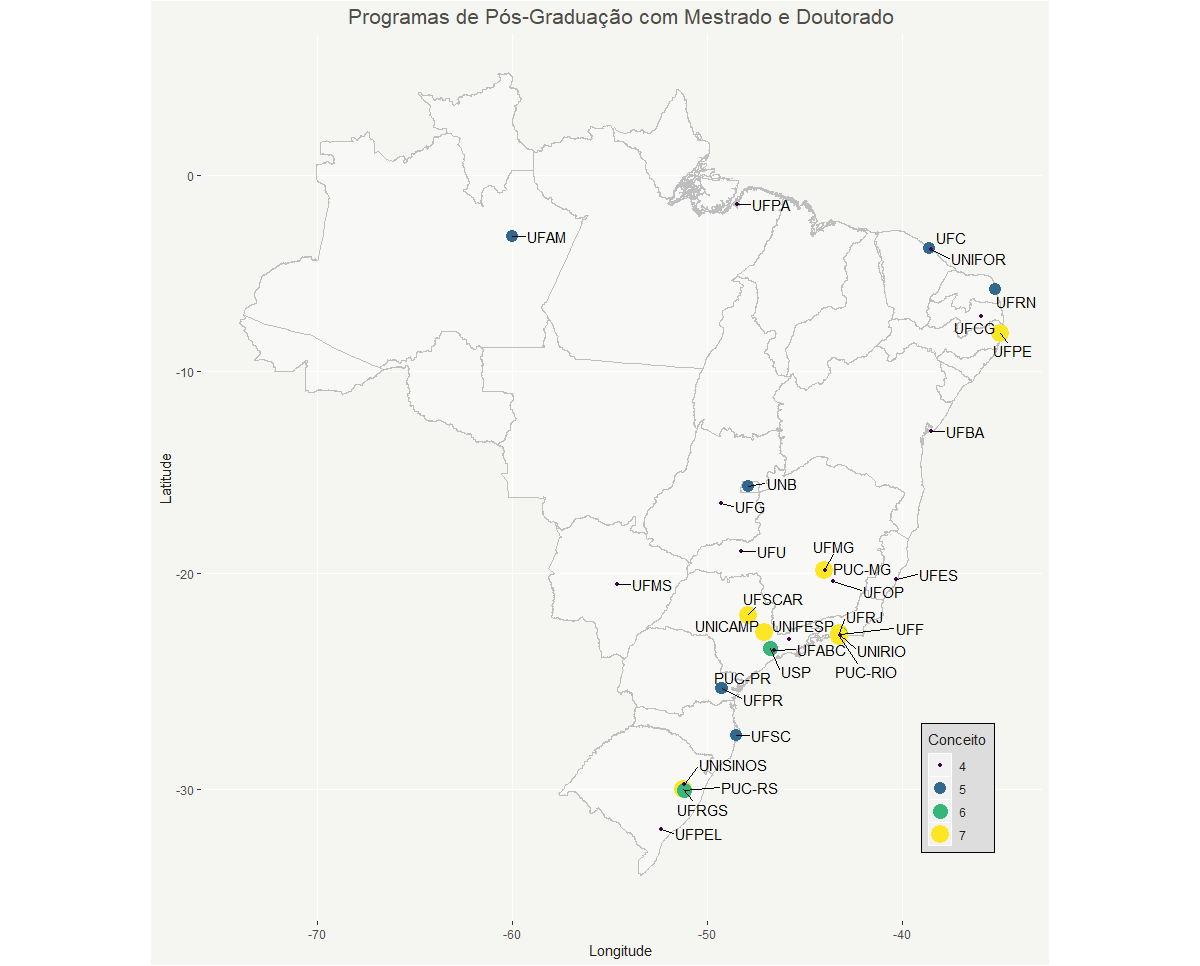 Programas de Pós-Graduação com Mestrado e Doutorado
0
UFPA
UFAM
UFC
UNIFOR
UFRN
UFCG
UFPE
-10
UFBA
Latitude
UNB
UFG
UFMG
UFU
PUC-MG
-20
UFES
UFMS
UFOP
UFSCAR
UFRJ
UNICAMP
UNIFESP
UFF
UFABC
UNIRIO
USP
PUC-RIO
PUC-PR
UFPR
UFSC
Conceito
UNISINOS
4
-30
PUC-RS
5
UFRGS
6
UFPEL
7
-70
-60
-50
-40
Longitude